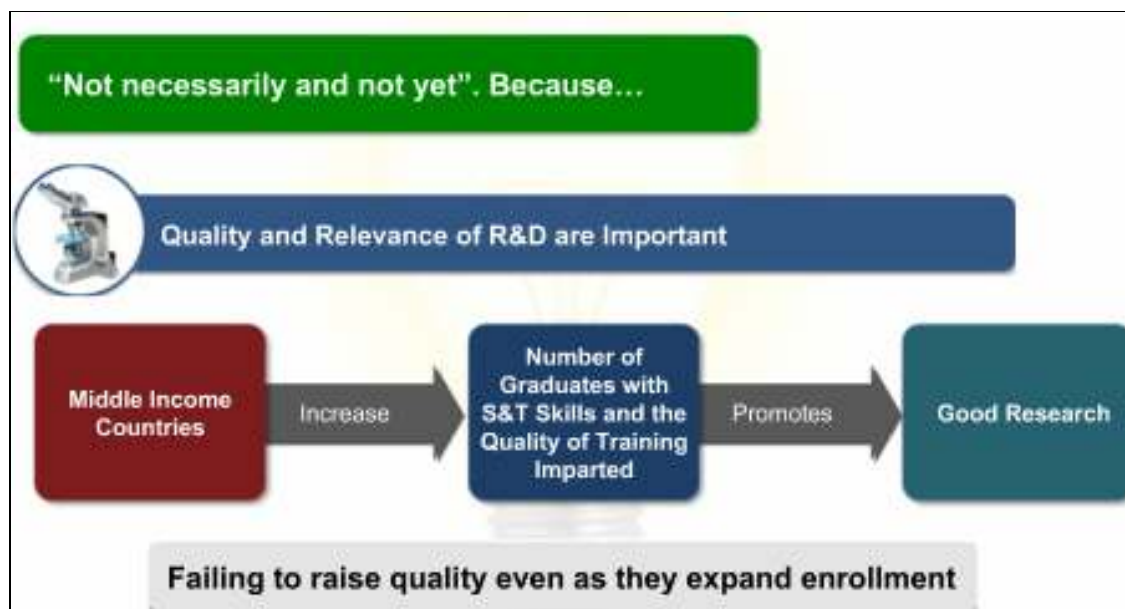 “Not necessarily and not yet”. Because…
Quality and Relevance of R&D are Important
Middle Income
Countries
Increase
Number of
Graduates with
S&T Skills and the
Quality of Training
Imparted
Promotes
Good Research
Failing to raise quality even as they expand enrollment